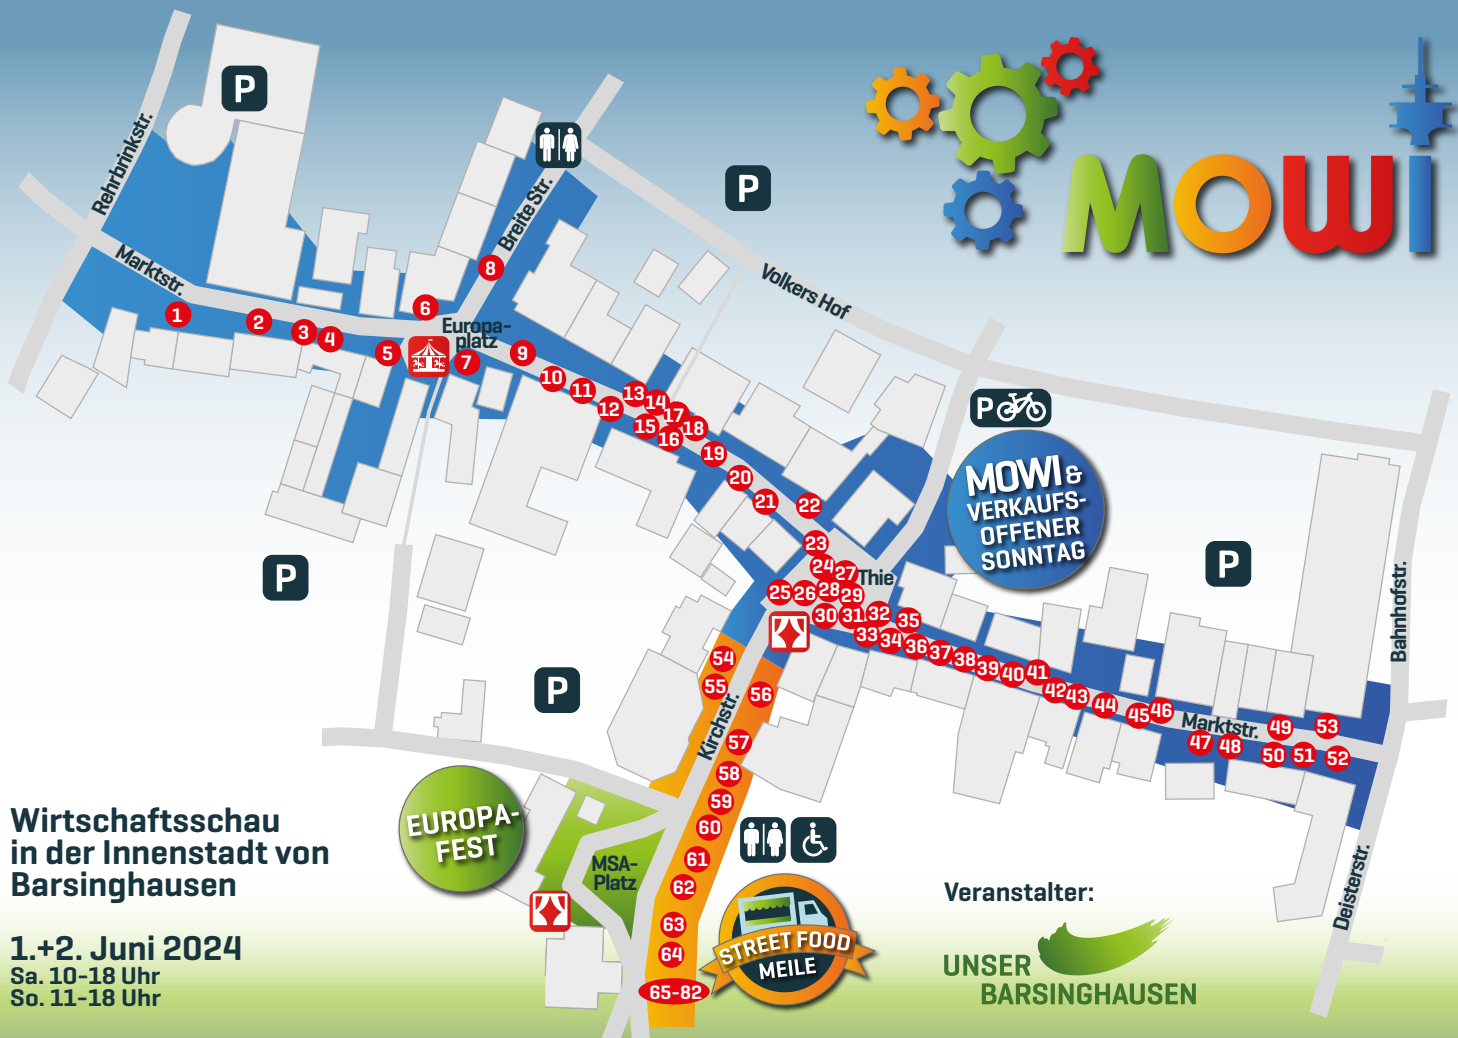 MOWI
P
P
Rehrbrinkstr.
Marktstr.
Breite Str.
Volkers Hof
Europa-
platz
1
2
3
4
5
6
7
8
9
10
11
12
13
14
15
16
17
18
19
20
21
22
23
24
27
Thie
25
26
28
29
30
31
32
33
34
35
36
37
38
39
40
41
42
43
44
45
46
Marktstr.
47
48
49
50
51
52
53
P
MOWI &
VERKAUFS-
OFFENER
SONNTAG
P
Bahnhofstr.
Deisterstr.
P
P
54
55
56
Kirchstr.
57
58
59
60
61
62
63
64
65-82
MSA-
Platz
EUROPA-
FEST
STREET FOOD
MEILE
Wirtschaftsschau
in der Innenstadt von
Barsinghausen
1.+2. Juni 2024
Sa. 10-18 Uhr
So. 11-18 Uhr
Veranstalter:
UNSER
BARSINGHAUSEN